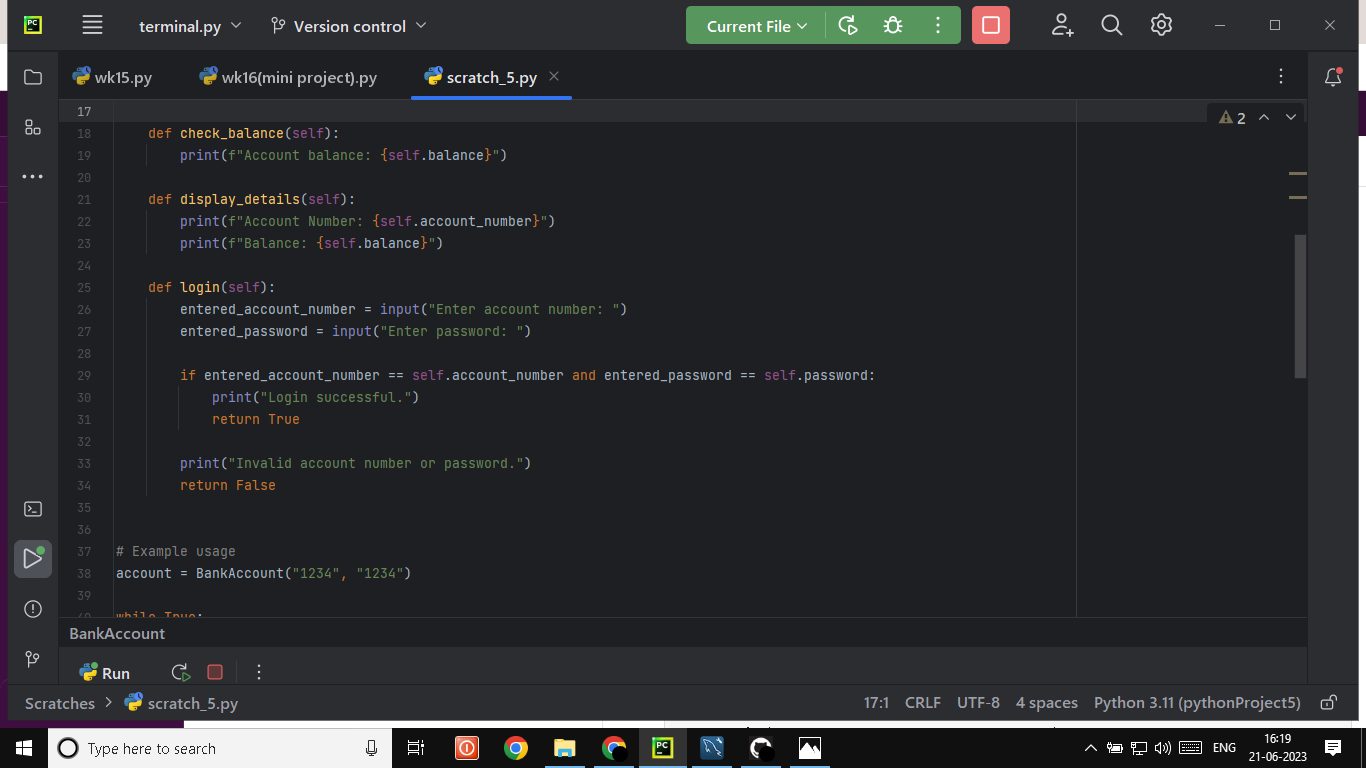 PC terminal.py Version control Current File
wk15.py wk16(mini project).py scratch_5.py
17
2
18 def check_balance(self):
19 print(f"Account balance: {self.balance}")
20
21 def display_details(self):
22 print(f"Account Number: {self.account_number}")
23 print(f"Balance: {self.balance}")
24
25 def login(self):
26 entered_account_number = input("Enter account number: ")
27 entered_password = input("Enter password: ")
28
29 if entered_account_number == self.account_number and entered_password == self.password:
30 print("Login successful.")
31 return True
32
33 print("Invalid account number or password.")
34 return False
35
36
37 # Example usage
38 account = BankAccount("1234", "1234")
39
40 while True:
BankAccount
Run
Scratches > scratch_5.py 17:1 CRLF UTF-8 4 spaces Python 3.11 (pythonProject5)
Type here to search PC ENG 16:19
21-06-2023